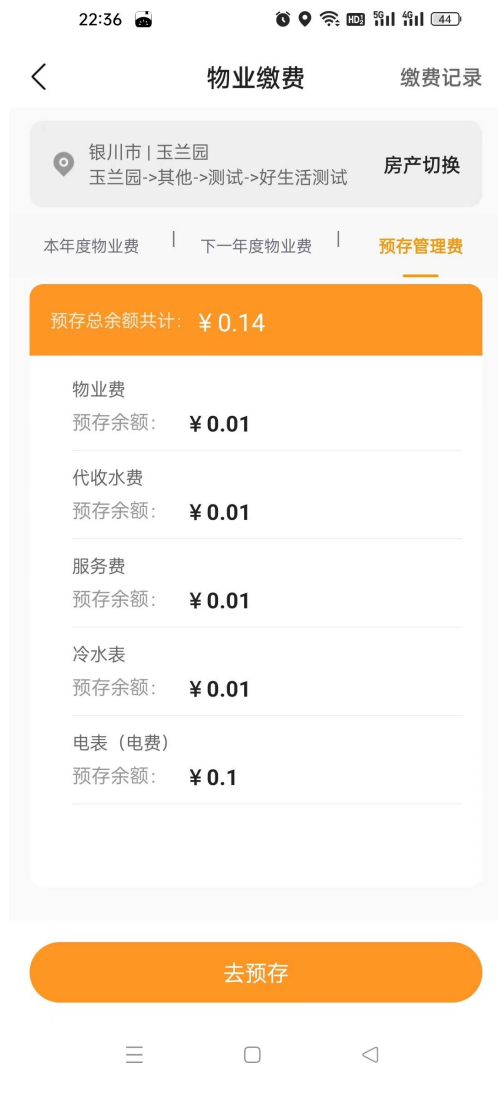 22:36
HD 5G 4G 44
物业缴费
缴费记录
银川市 | 玉兰园
玉兰园->其他->测试->好生活测试
房产切换
本年度物业费 | 下一年度物业费 | 预存管理费
预存总余额共计: ¥ 0.14
物业费
预存余额: ¥ 0.01
代收水费
预存余额: ¥ 0.01
服务费
预存余额: ¥ 0.01
冷水表
预存余额: ¥ 0.01
电表（电费）
预存余额: ¥ 0.1
去预存